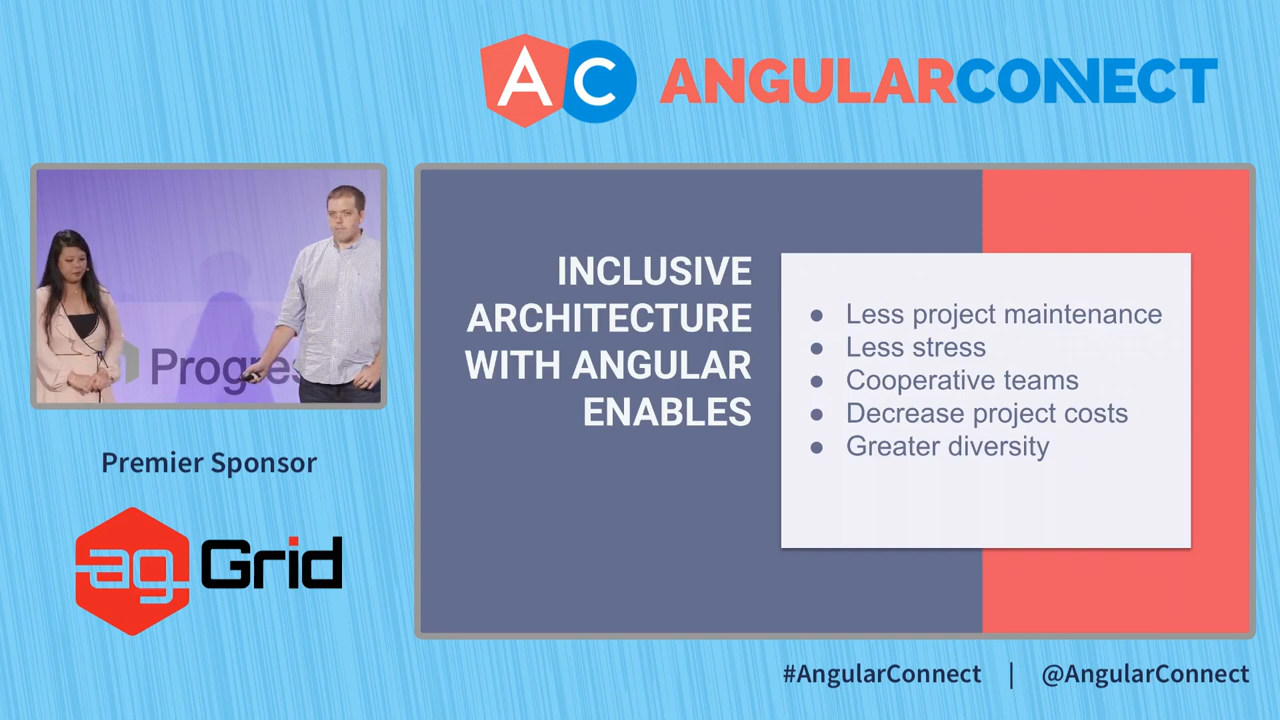 AC ANGULARCONNECT
Progres
INCLUSIVE
ARCHITECTURE
WITH ANGULAR
ENABLES
● Less project maintenance
● Less stress
● Cooperative teams
● Decrease project costs
● Greater diversity
Premier Sponsor
ag Grid
#AngularConnect | @AngularConnect